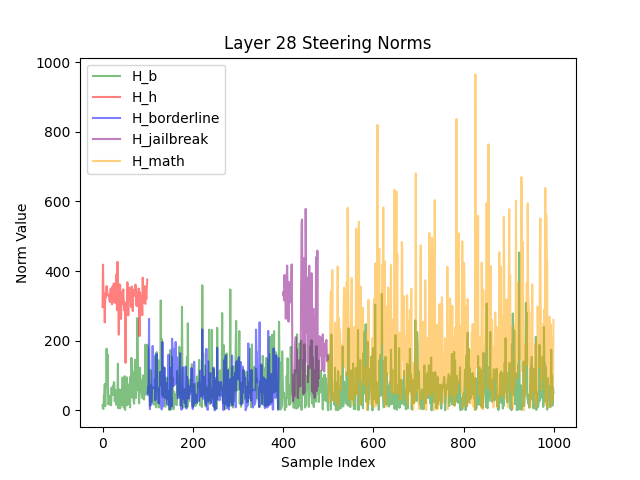 Layer 28 Steering Norms
Norm Value
1000
800
600
400
200
0
H_b
H_h
H_borderline
H_jailbreak
H_math
0 200 400 600 800 1000
Sample Index